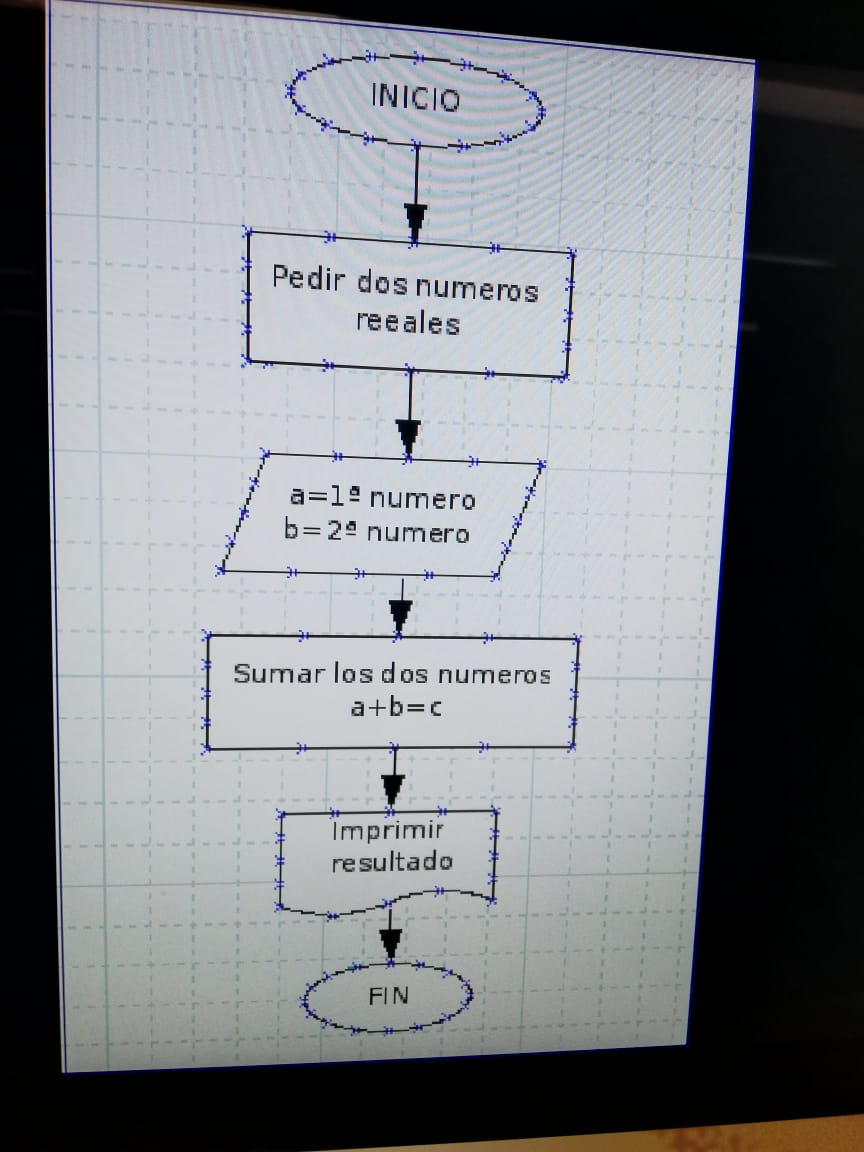 INICIO
Pedir dos numeros
reeales
a=1ª numero
b=2ª numero
Sumar los dos numeros
a+b=c
Imprimir
resultado
FIN